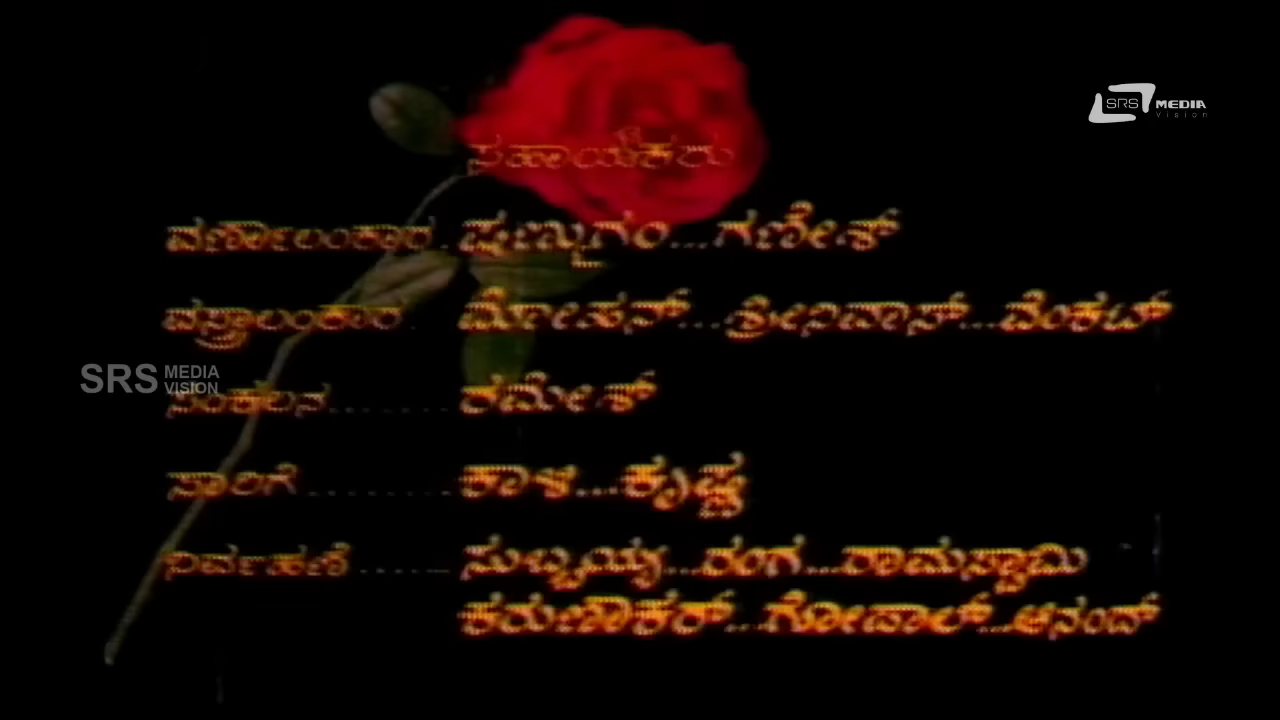 SRS MEDIA
Vision
ಸಹಾಯಕರು
ವರ್ಣಾಲಂಕಾರ. ಷಣ್ಮುಗಂ...ಗಣೇಶ್
ವಸ್ತ್ರಾಲಂಕಾರ. ಮೋಹನ್...ಶ್ರೀನಿವಾಸ್...ವೆಂಕಟ್
SRS MEDIA
VISION
ಸಂಕಲನ........ ರಮೇಶ್
ಸಾರಿಗೆ......... ಕಾಳ...ಕೃಷ್ಣ
ನಿರ್ವಹಣೆ...... ಸುಬ್ಬಯ್ಯ...ರಂಗ...ರಾಮಸ್ವಾಮಿ
ಕರುಣಾಕರ್...ಗೋಪಾಲ್...ಆನಂದ್